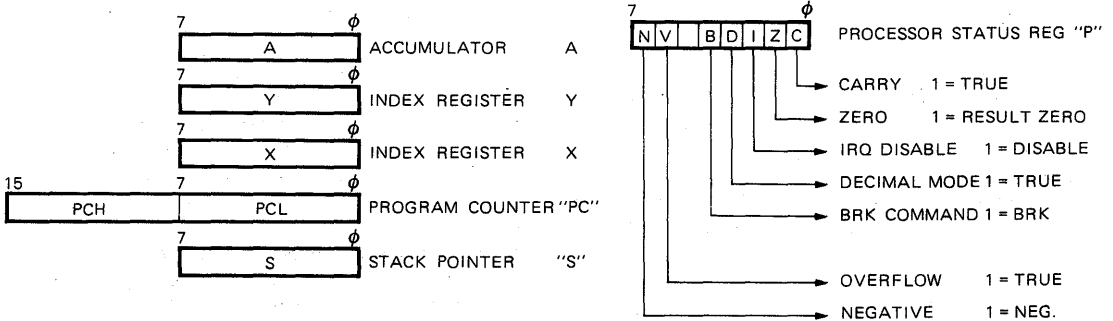 7 ϕ
A ACCUMULATOR A
7 ϕ
Y INDEX REGISTER Y
7 ϕ
X INDEX REGISTER X
15 7 ϕ
PCH PCL PROGRAM COUNTER "PC"
7 ϕ
S STACK POINTER "S"
7 ϕ
N V B D I Z C PROCESSOR STATUS REG "P"
CARRY 1 = TRUE
ZERO 1 = RESULT ZERO
IRQ DISABLE 1 = DISABLE
DECIMAL MODE 1 = TRUE
BRK COMMAND 1 = BRK
OVERFLOW 1 = TRUE
NEGATIVE 1 = NEG.